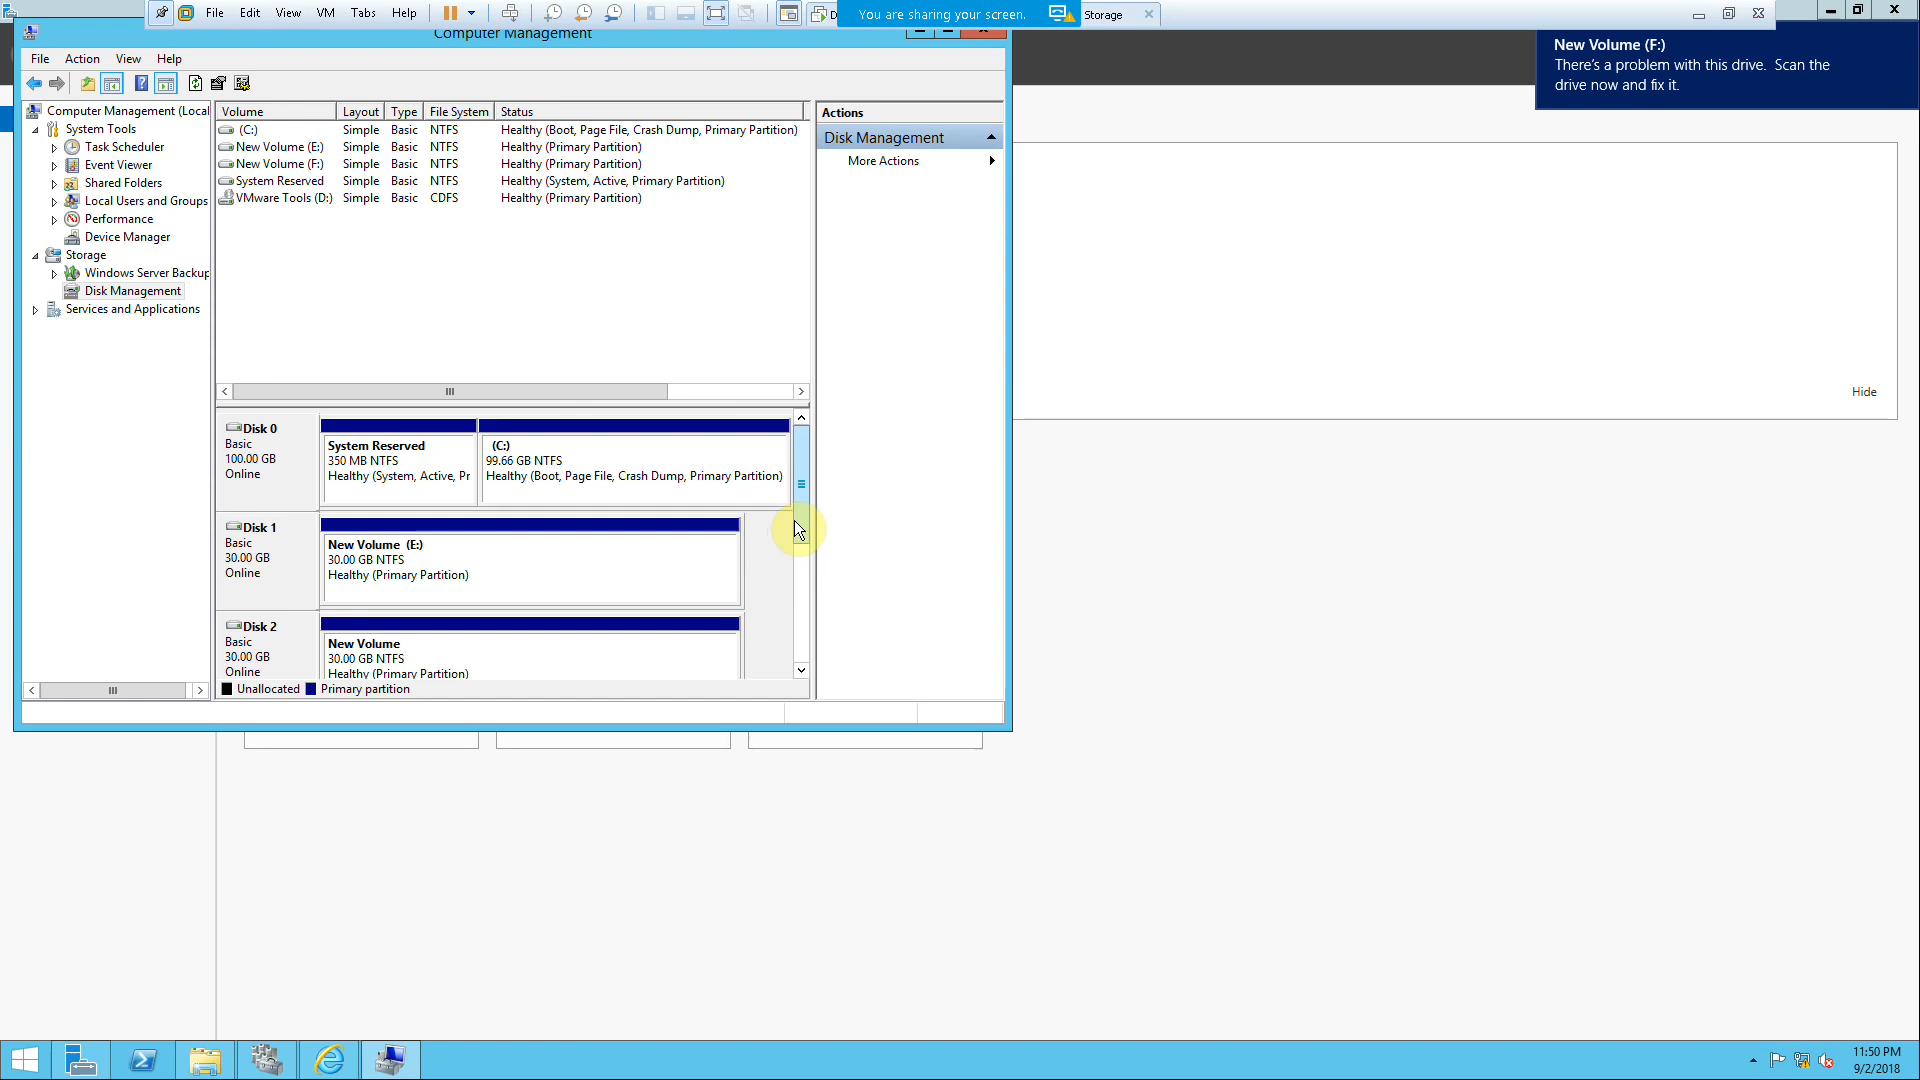 File Edit View VM Tabs Help
You are sharing your screen.
Storage
Computer Management
New Volume (F:)
There's a problem with this drive. Scan the
drive now and fix it.
File Action View Help
Computer Management (Local
System Tools
Task Scheduler
Event Viewer
Shared Folders
Local Users and Groups
Performance
Device Manager
Storage
Windows Server Backup
Disk Management
Services and Applications
Volume Layout Type File System Status
(C:) Simple Basic NTFS Healthy (Boot, Page File, Crash Dump, Primary Partition)
New Volume (E:) Simple Basic NTFS Healthy (Primary Partition)
New Volume (F:) Simple Basic NTFS Healthy (Primary Partition)
System Reserved Simple Basic NTFS Healthy (System, Active, Primary Partition)
VMware Tools (D:) Simple Basic CDFS Healthy (Primary Partition)
Actions
Disk Management
More Actions
Hide
Disk 0
Basic
100.00 GB
Online
System Reserved
350 MB NTFS
Healthy (System, Active, Pr
(C:)
99.66 GB NTFS
Healthy (Boot, Page File, Crash Dump, Primary Partition)
Disk 1
Basic
30.00 GB
Online
New Volume (E:)
30.00 GB NTFS
Healthy (Primary Partition)
Disk 2
Basic
30.00 GB
Online
New Volume
30.00 GB NTFS
Healthy (Primary Partition)
Unallocated Primary partition
11:50 PM
9/2/2018